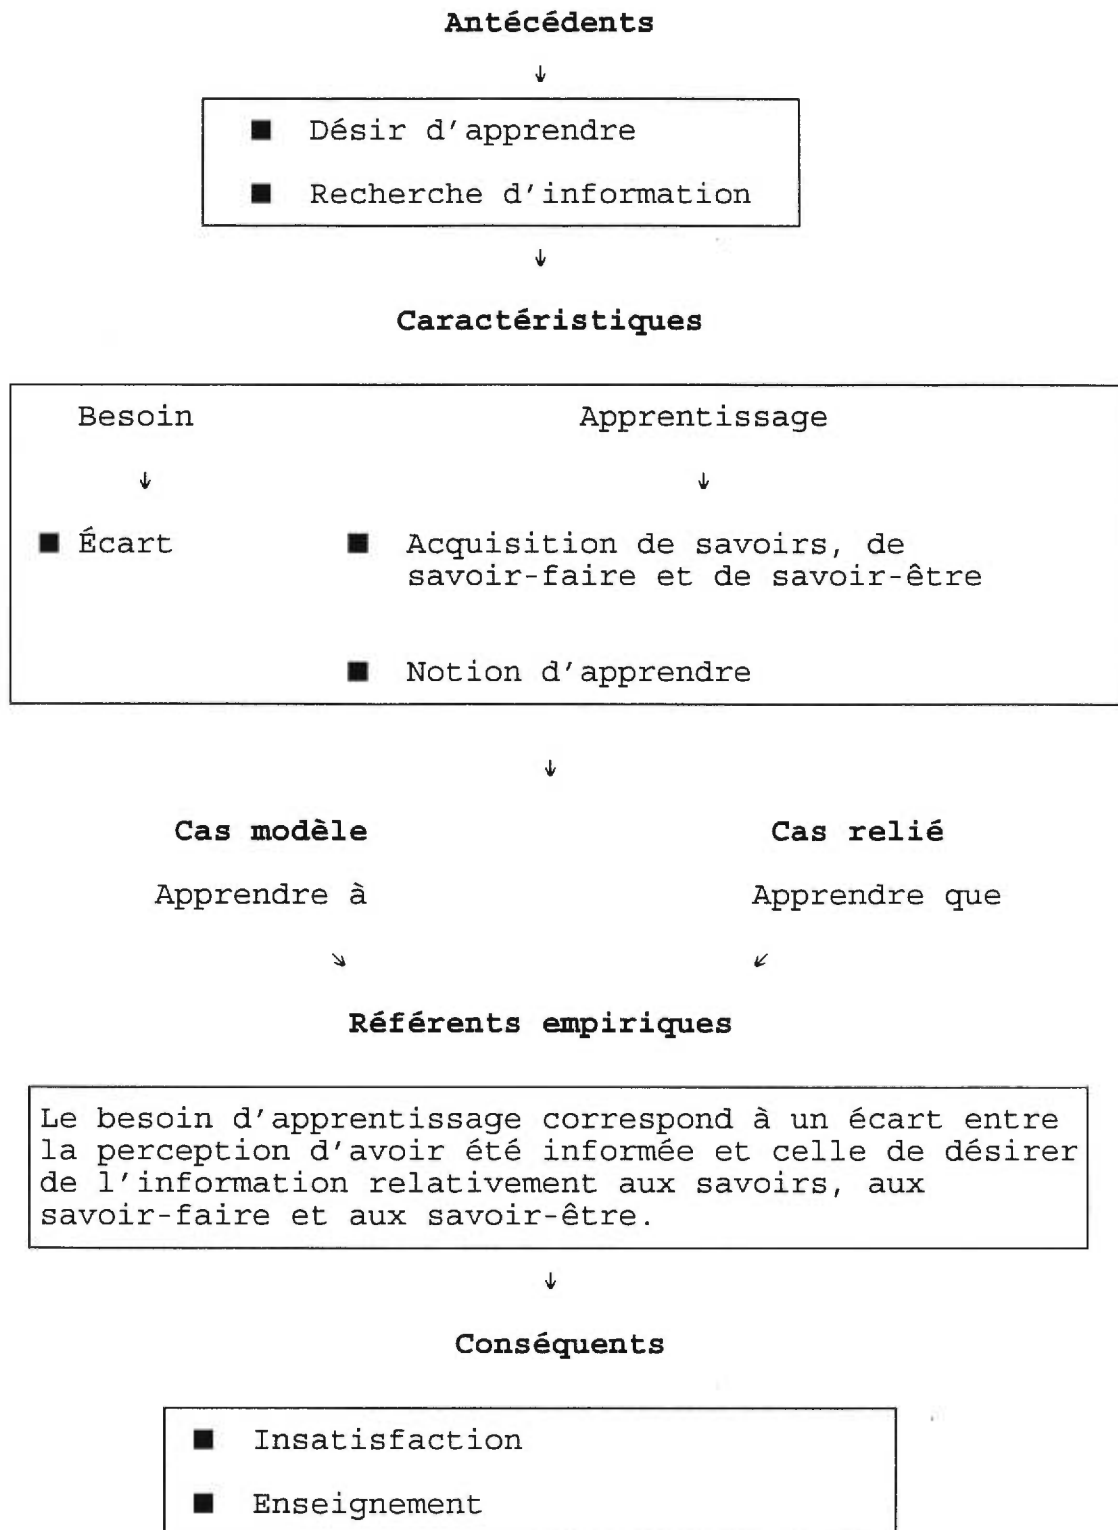 Antécédents
↓
■ Désir d'apprendre
■ Recherche d'information
↓
Caractéristiques
Besoin Apprentissage
↓ ↓
■ Écart ■ Acquisition de savoirs, de
savoir-faire et de savoir-être
■ Notion d'apprendre
↓
Cas modèle Cas relié
Apprendre à Apprendre que
↘ ↙
Référents empiriques
Le besoin d'apprentissage correspond à un écart entre
la perception d'avoir été informée et celle de désirer
de l'information relativement aux savoirs, aux
savoir-faire et aux savoir-être.
↓
Conséquents
■ Insatisfaction
■ Enseignement